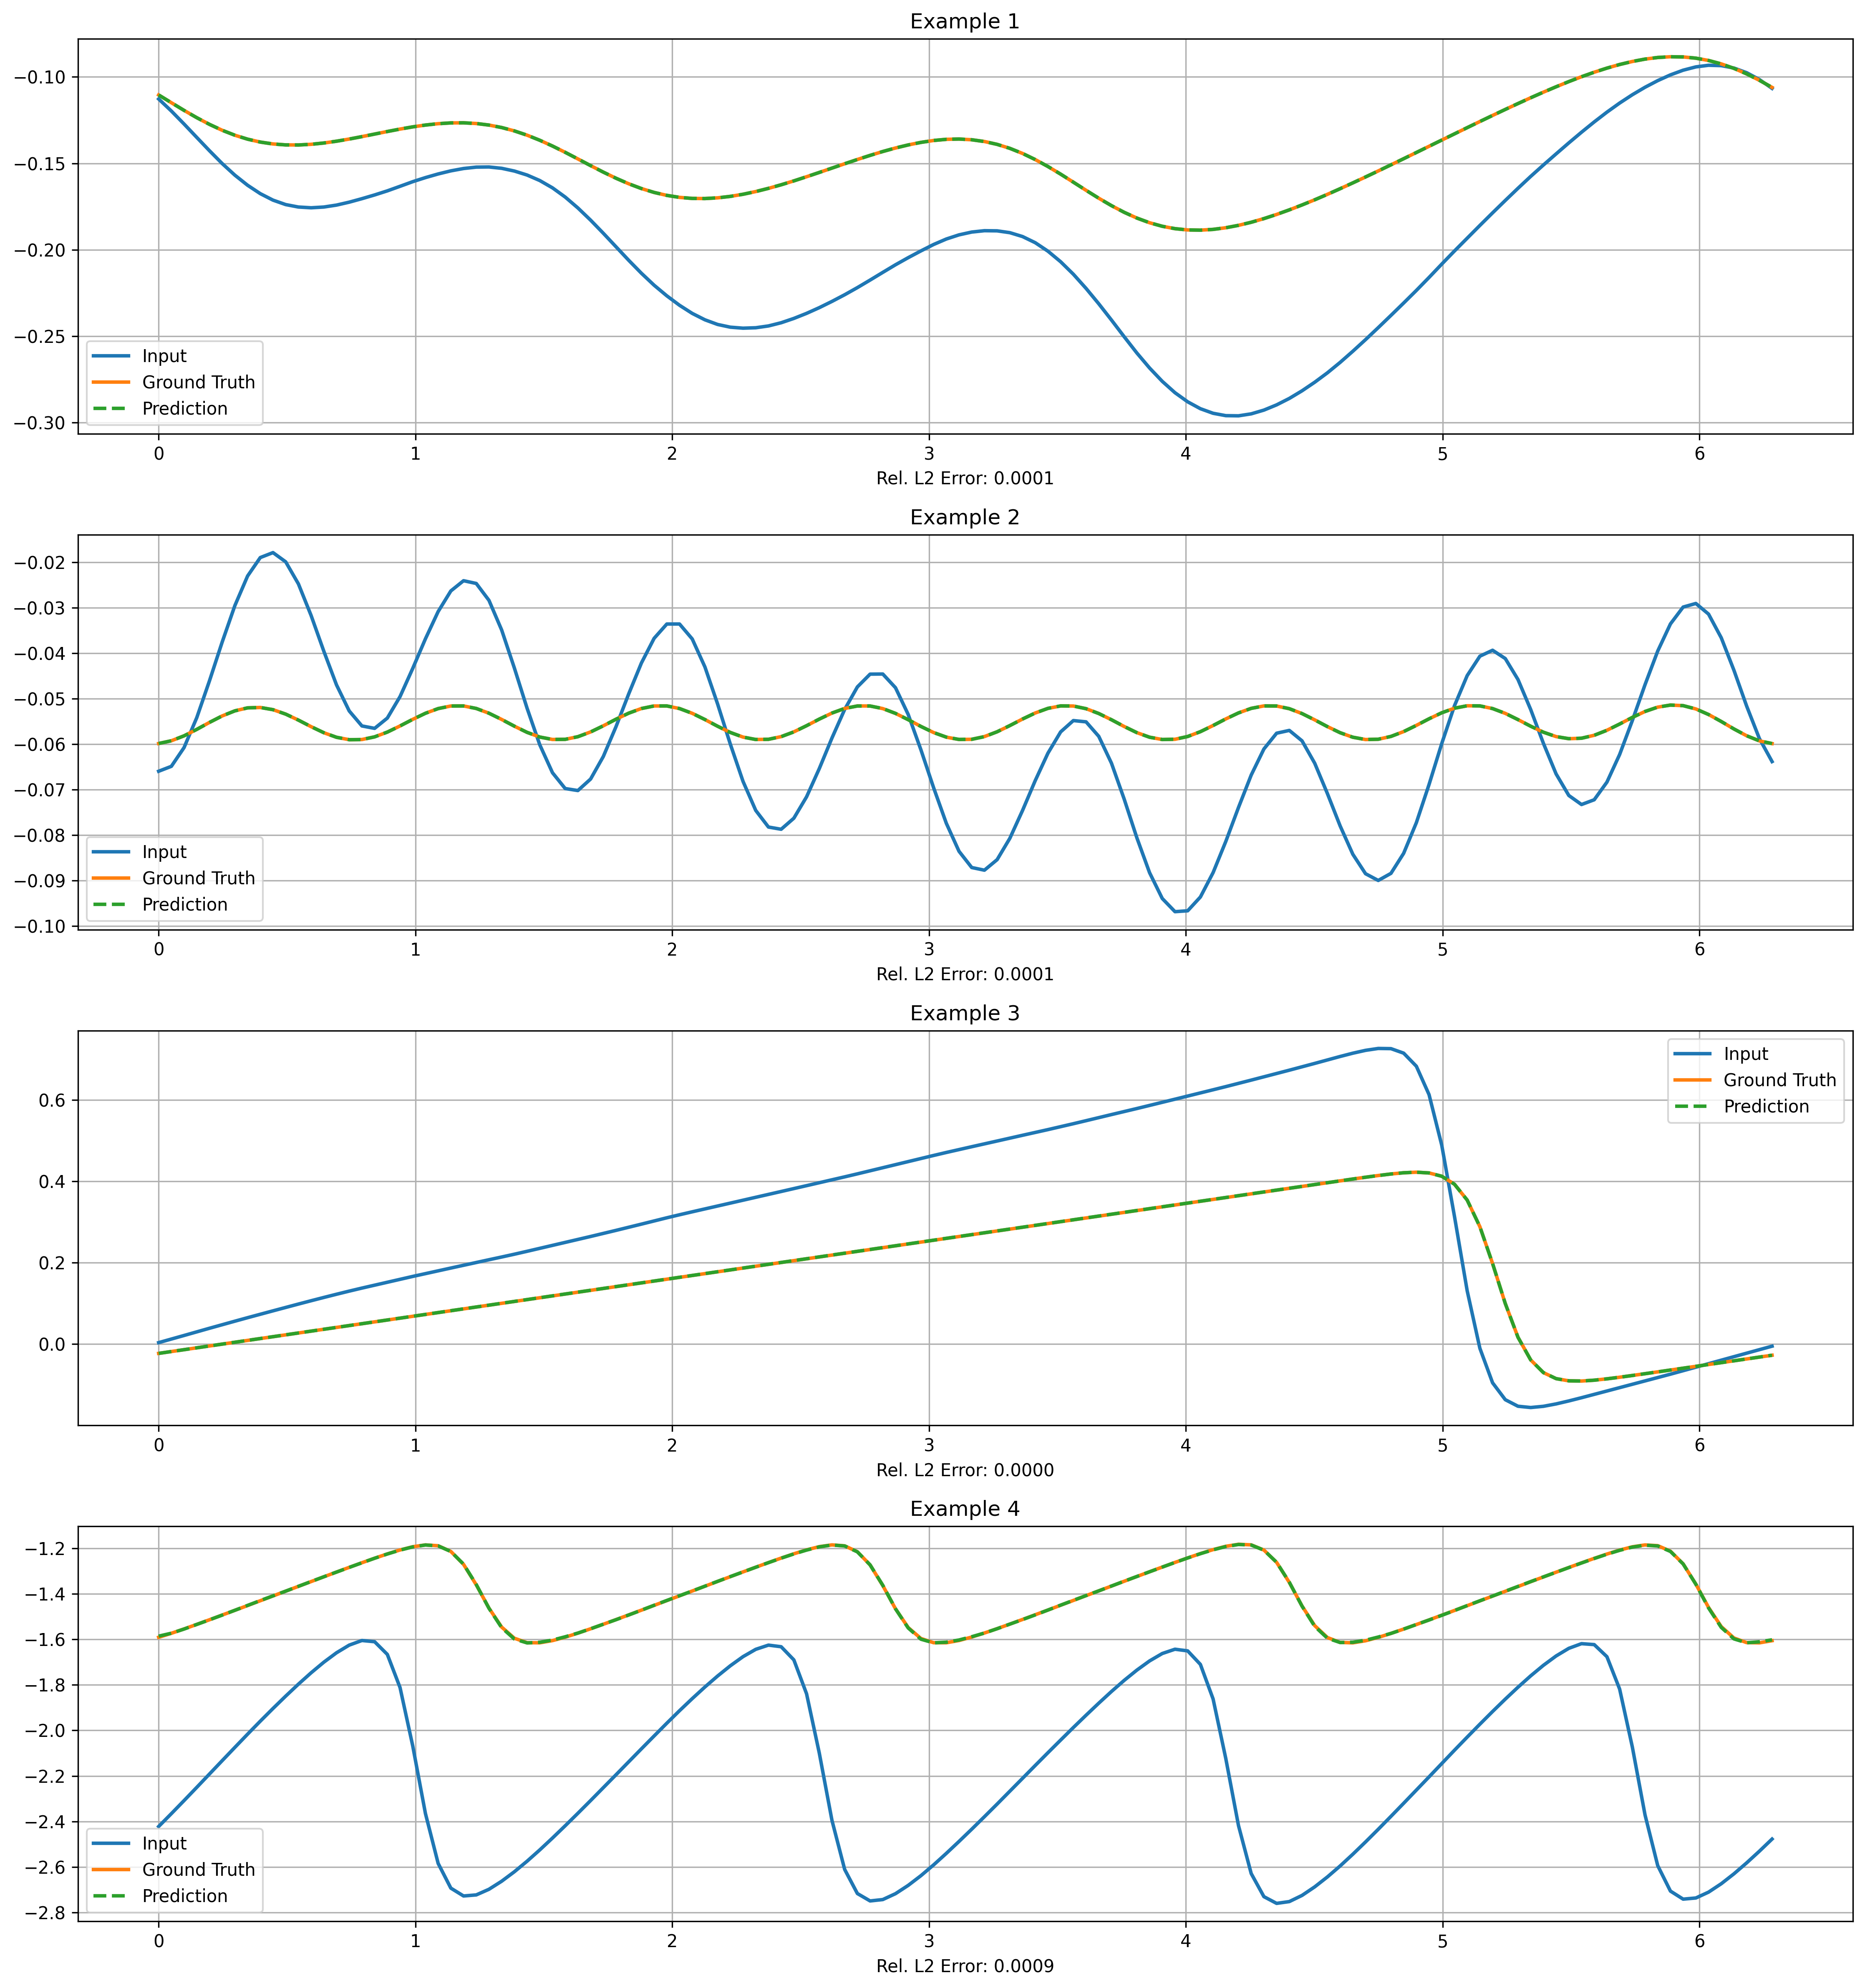 Example 1
−0.10
−0.15
−0.20
−0.25
−0.30
Input
Ground Truth
Prediction
0 1 2 3 4 5 6
Rel. L2 Error: 0.0001
Example 2
−0.02
−0.03
−0.04
−0.05
−0.06
−0.07
−0.08
−0.09
−0.10
Input
Ground Truth
Prediction
0 1 2 3 4 5 6
Rel. L2 Error: 0.0001
Example 3
0.6
0.4
0.2
0.0
Input
Ground Truth
Prediction
0 1 2 3 4 5 6
Rel. L2 Error: 0.0000
Example 4
−1.2
−1.4
−1.6
−1.8
−2.0
−2.2
−2.4
−2.6
−2.8
Input
Ground Truth
Prediction
0 1 2 3 4 5 6
Rel. L2 Error: 0.0009